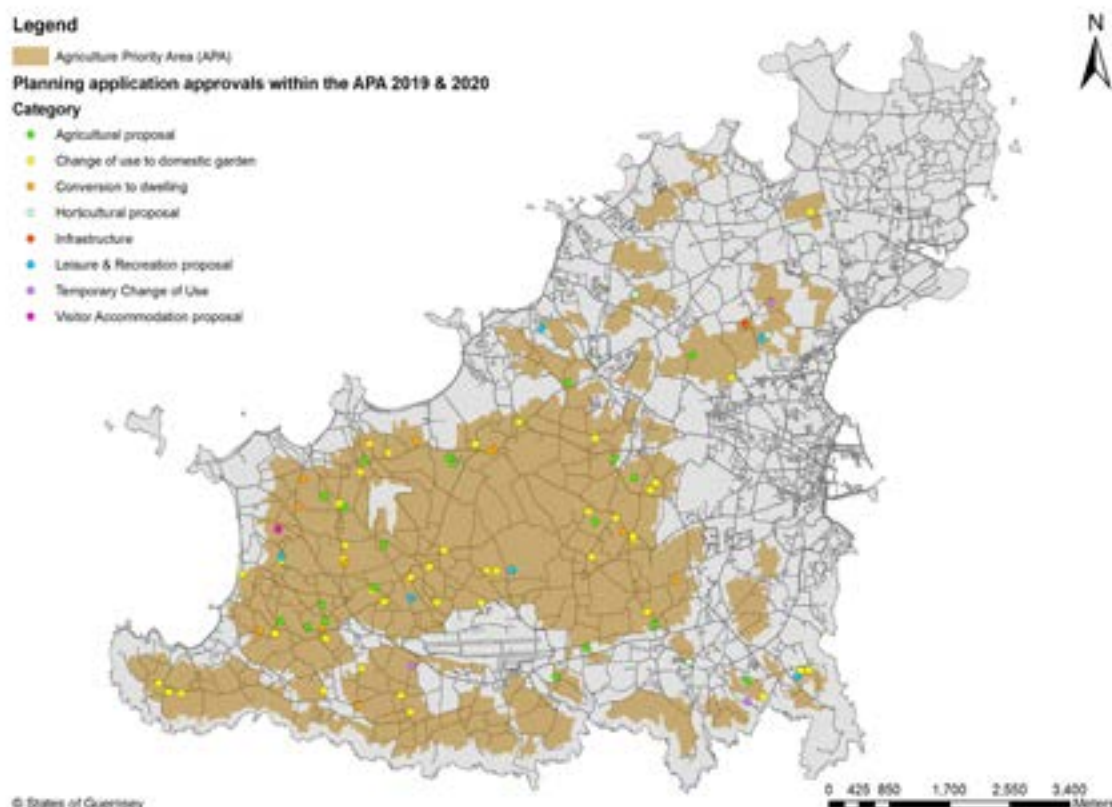 Legend
Agriculture Priority Area (APA)
Planning application approvals within the APA 2019 & 2020
Category
Agricultural proposal
Change of use to domestic garden
Conversion to dwelling
Horticultural proposal
Infrastructure
Leisure & Recreation proposal
Temporary Change of Use
Visitor Accommodation proposal
N
0 425 850 1,700 2,550 3,400
Meters
© States of Guernsey